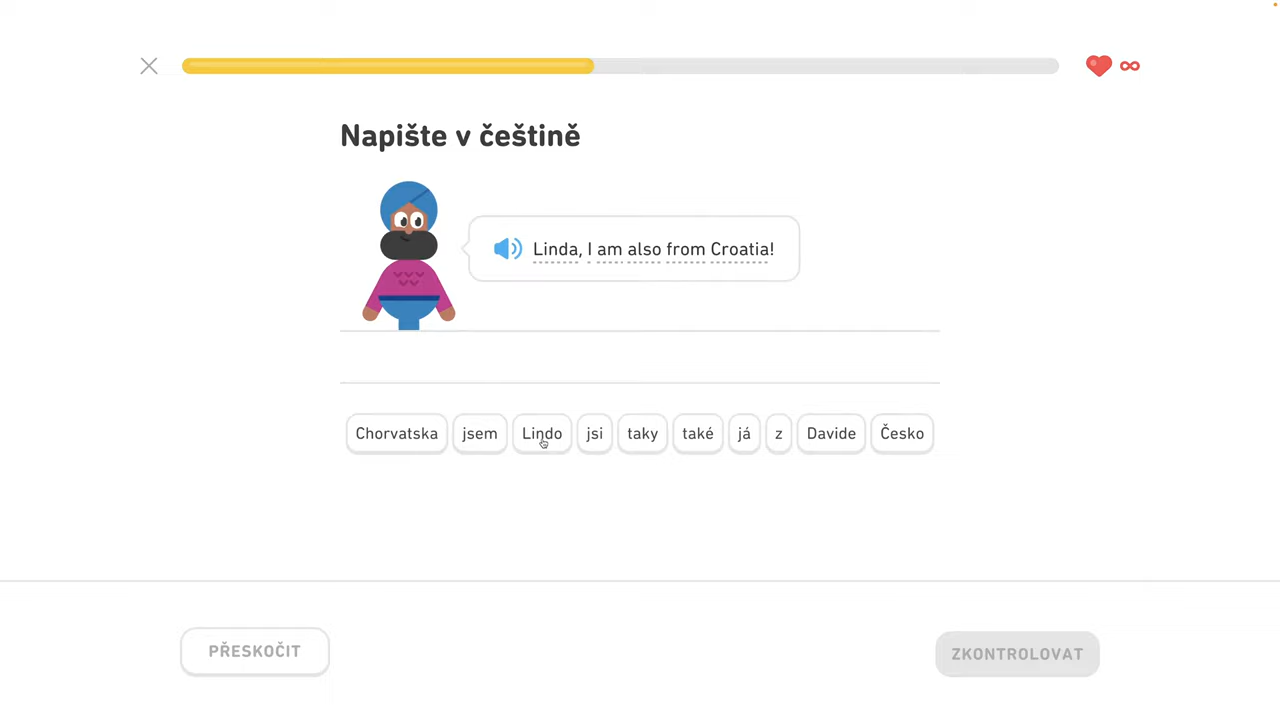 ∞
Napište v češtině
Linda, I am also from Croatia!
Chorvatska jsem Lindo jsi taky také já z Davide Česko
PŘESKOČIT ZKONTROLOVAT